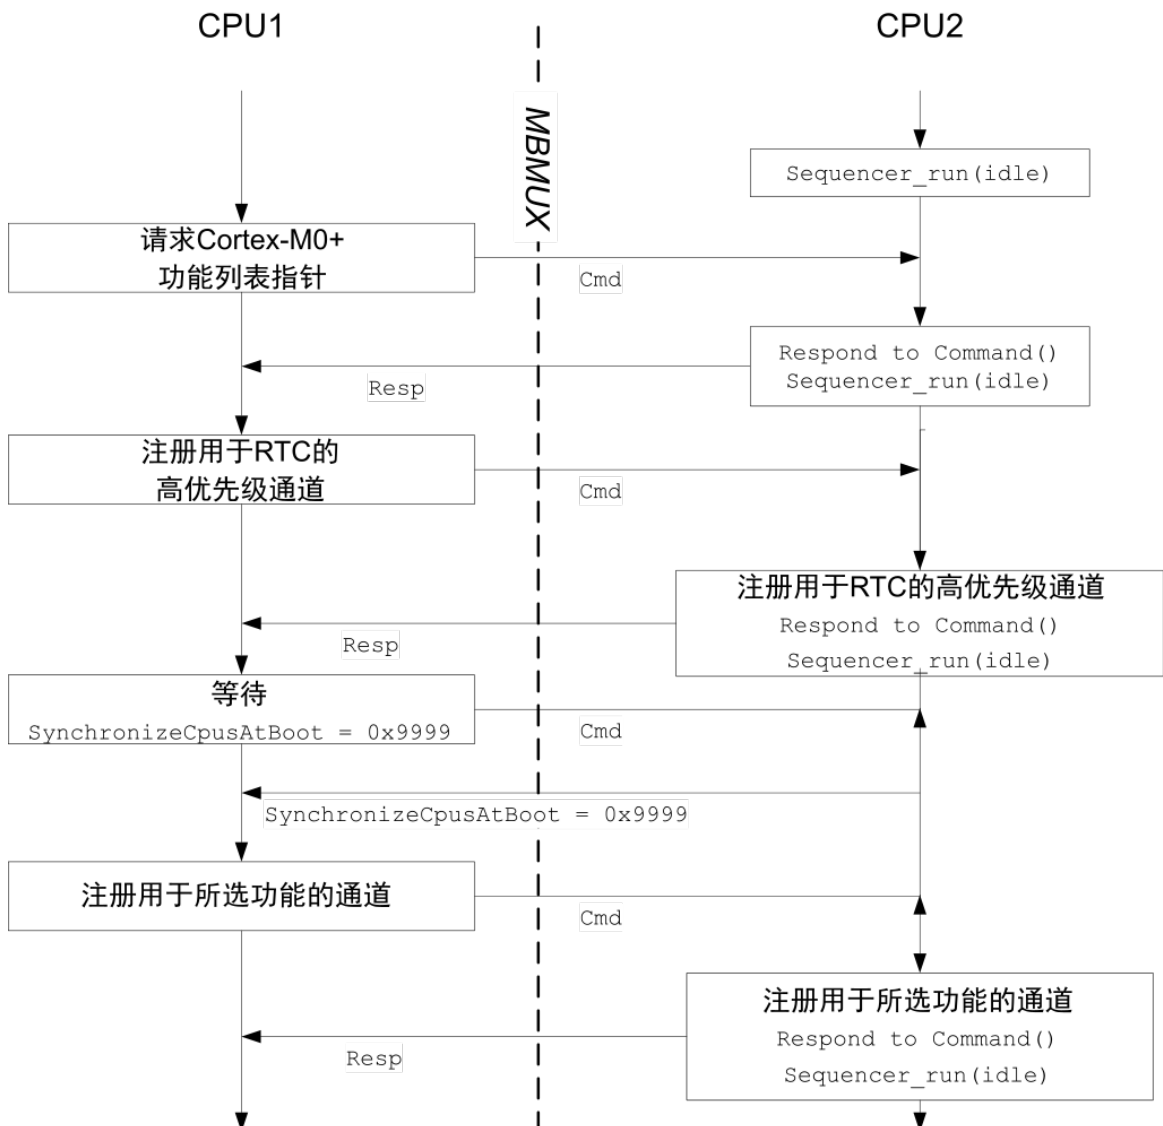 CPU1
CPU2
MBMUX
Sequencer_run(idle)
请求Cortex-M0+
功能列表指针
Cmd
Respond to Command()
Sequencer_run(idle)
Resp
注册用于RTC的
高优先级通道
Cmd
注册用于RTC的高优先级通道
Respond to Command()
Sequencer_run(idle)
Resp
等待
SynchronizeCpusAtBoot = 0x9999
Cmd
SynchronizeCpusAtBoot = 0x9999
注册用于所选功能的通道
Cmd
注册用于所选功能的通道
Respond to Command()
Sequencer_run(idle)
Resp